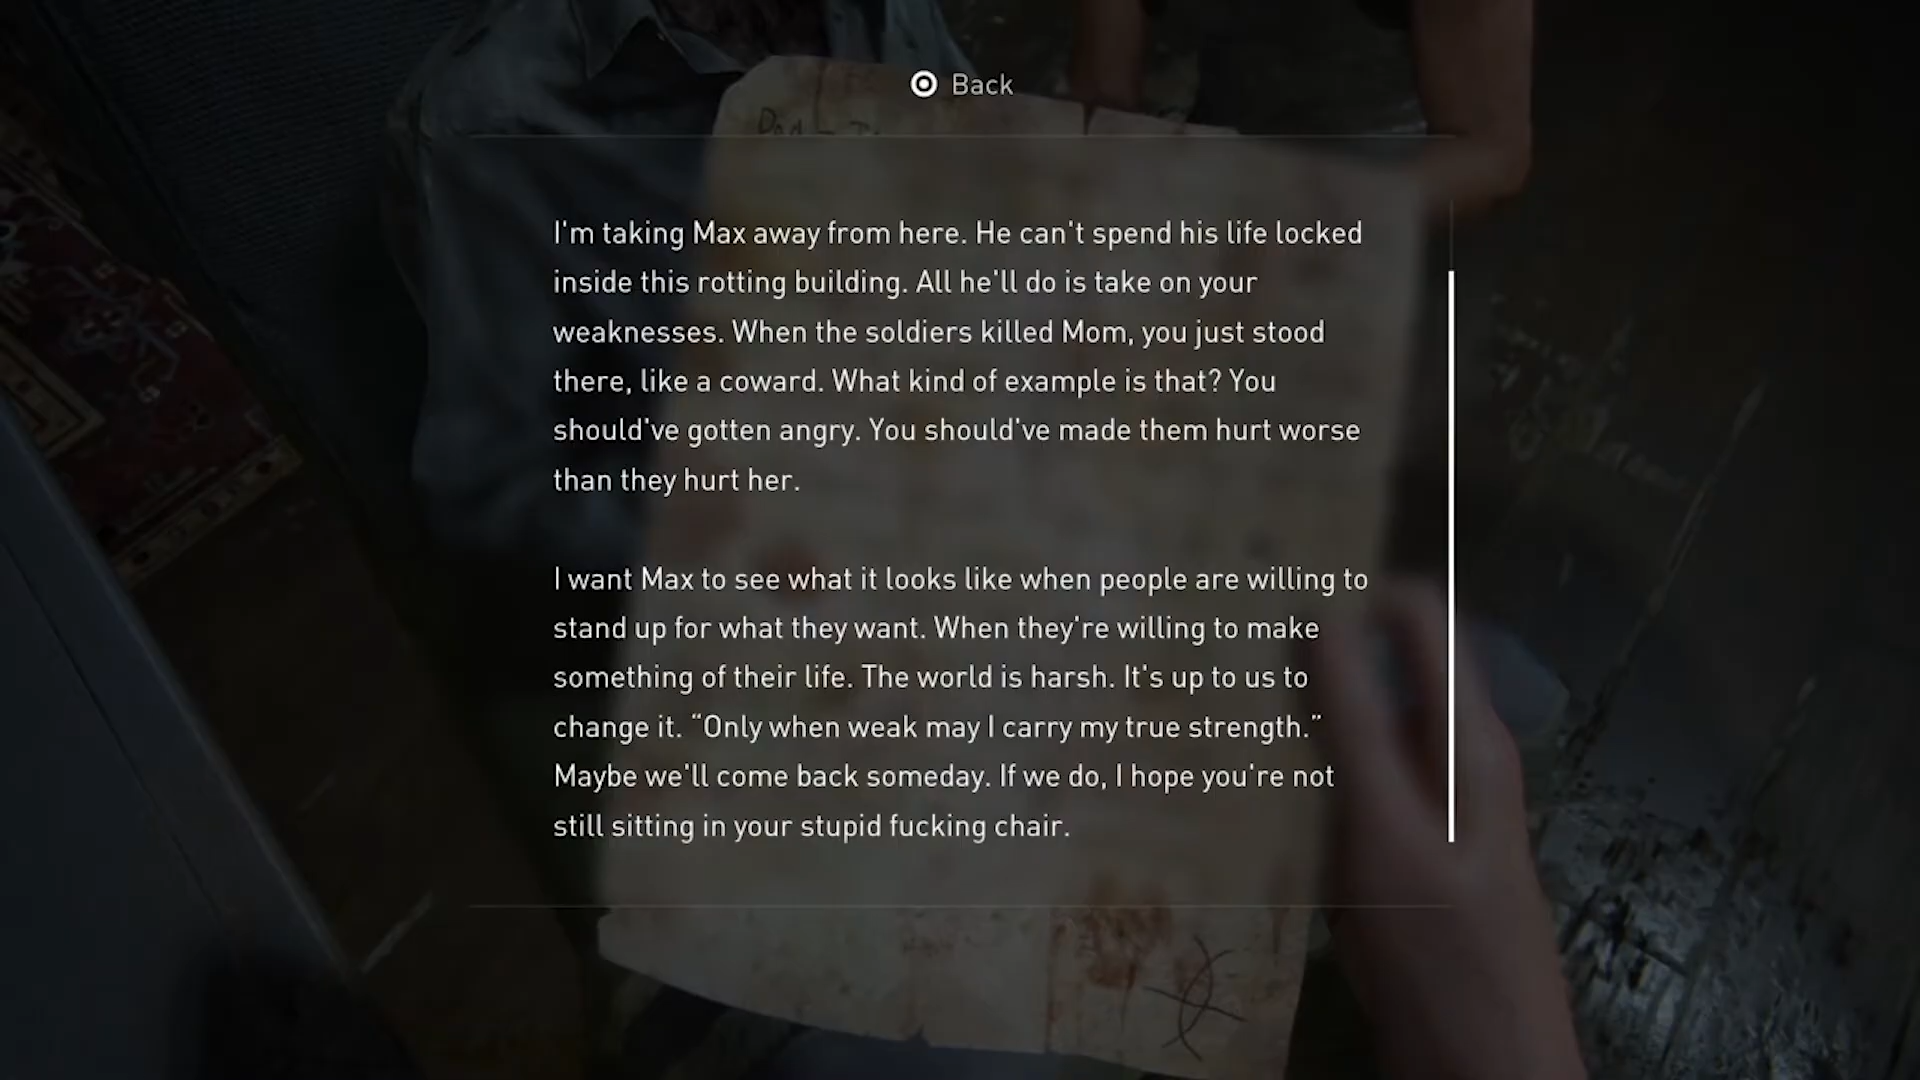 Back
Dad -
I'm taking Max away from here. He can't spend his life locked
inside this rotting building. All he'll do is take on your
weaknesses. When the soldiers killed Mom, you just stood
there, like a coward. What kind of example is that? You
should've gotten angry. You should've made them hurt worse
than they hurt her.
I want Max to see what it looks like when people are willing to
stand up for what they want. When they're willing to make
something of their life. The world is harsh. It's up to us to
change it. “Only when weak may I carry my true strength.”
Maybe we'll come back someday. If we do, I hope you're not
still sitting in your stupid fucking chair.